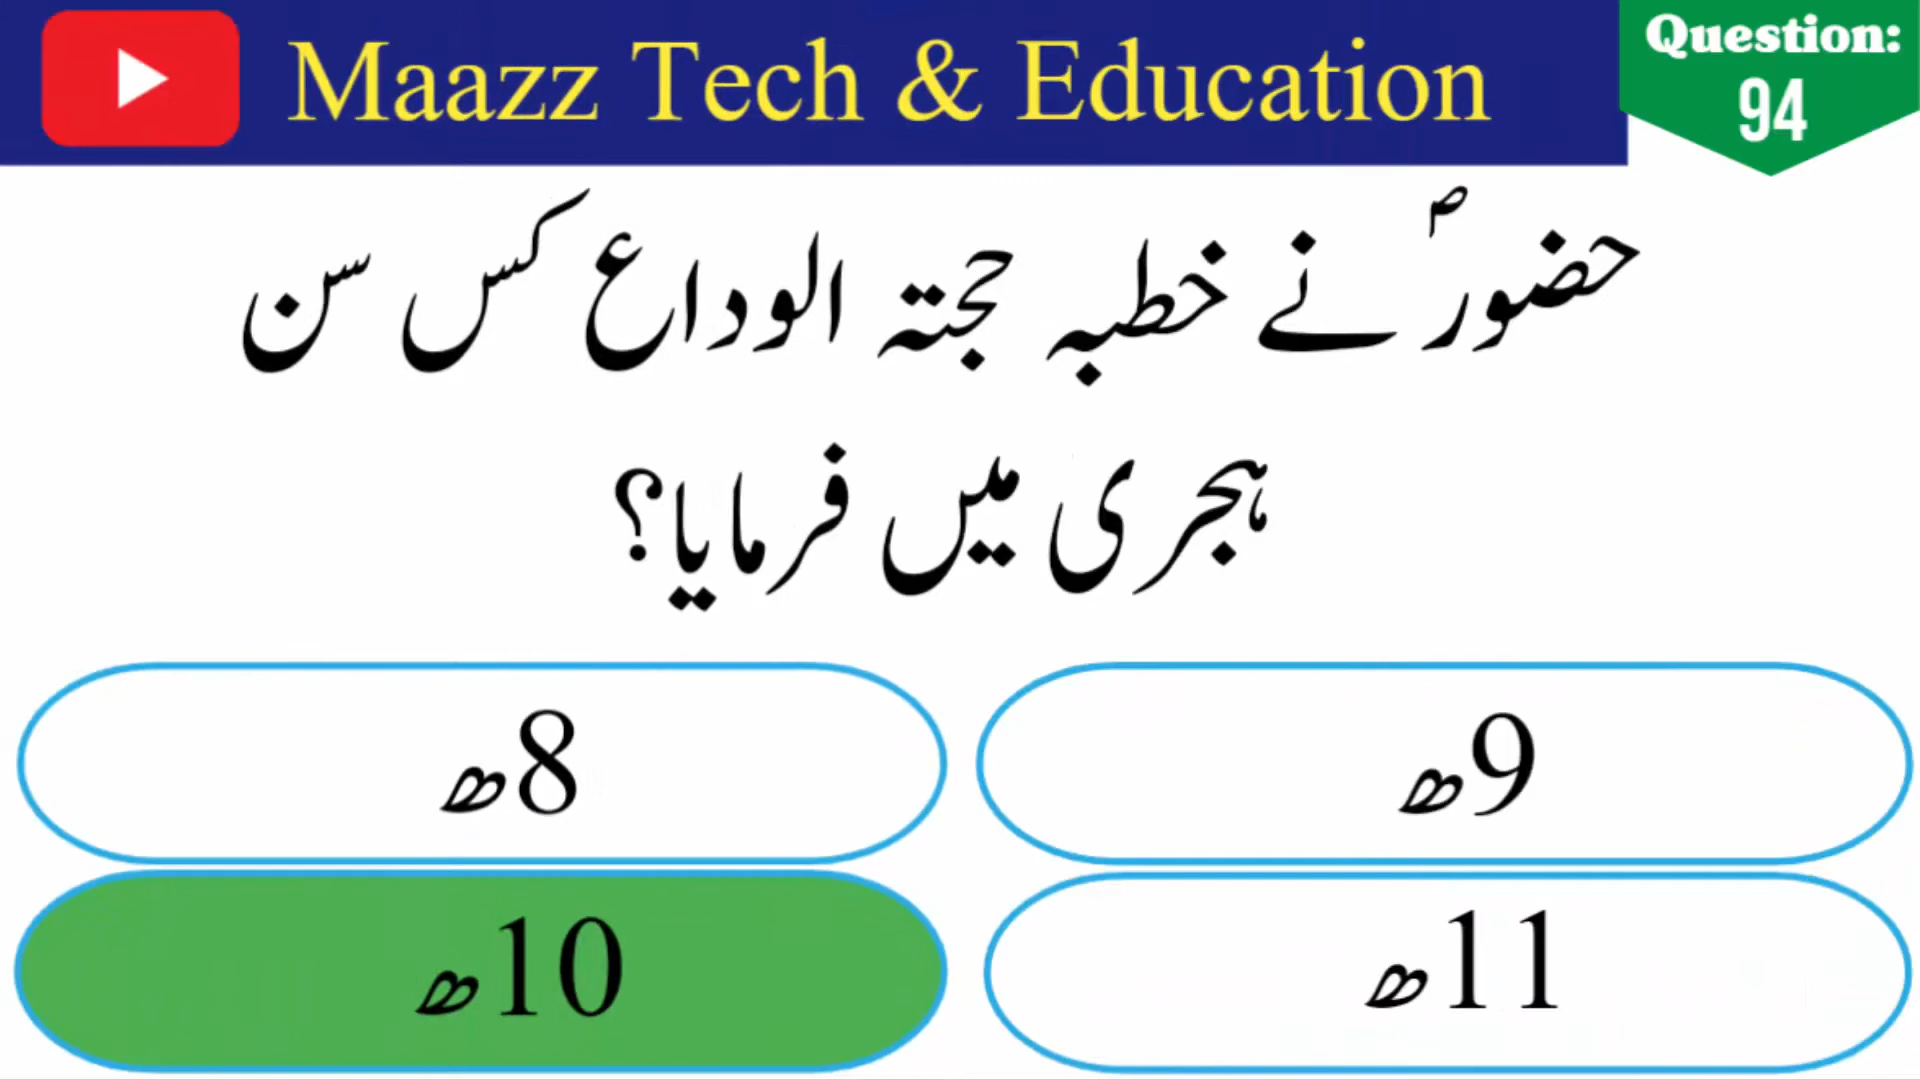 Maazz Tech & Education
Question:
94
حضورؐ نے خطبہ حجتہ الوداع کس سن
ہجری میں فرمایا؟
8ھ
9ھ
10ھ
11ھ